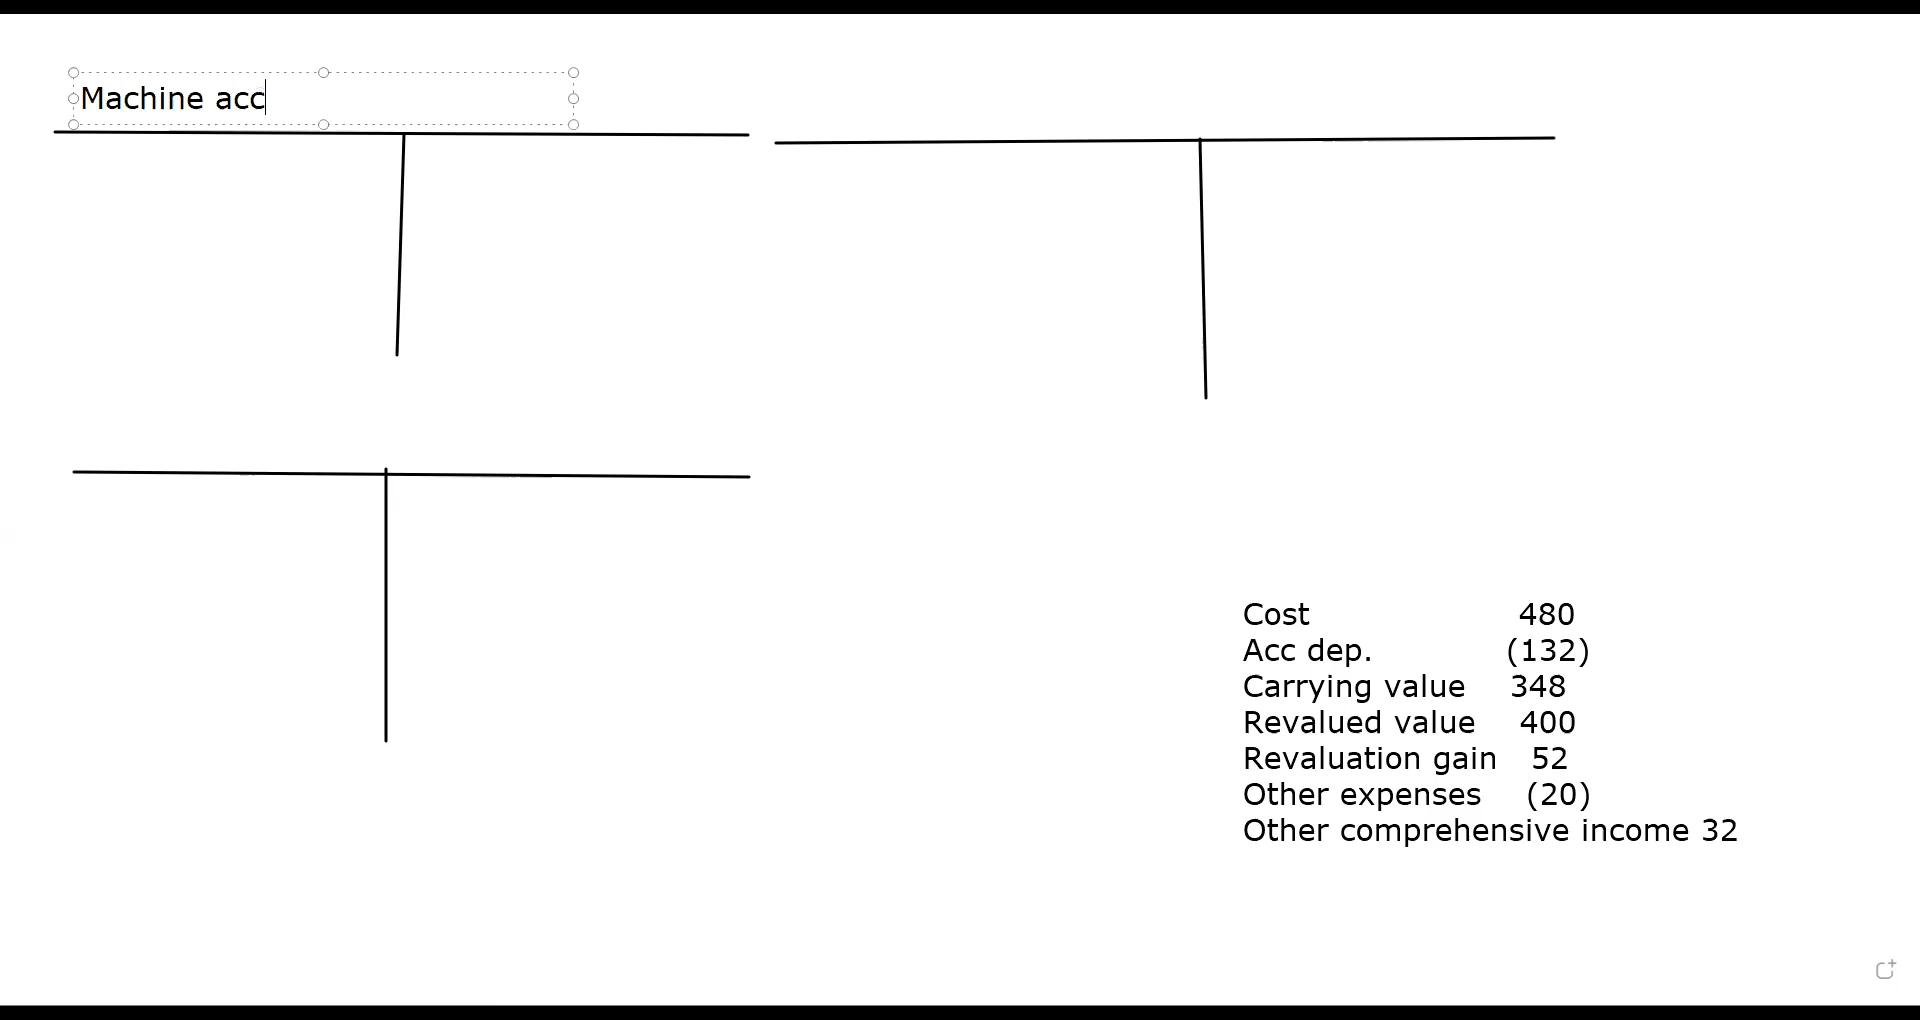 Machine acc
Cost 480
Acc dep. (132)
Carrying value 348
Revalued value 400
Revaluation gain 52
Other expenses (20)
Other comprehensive income 32